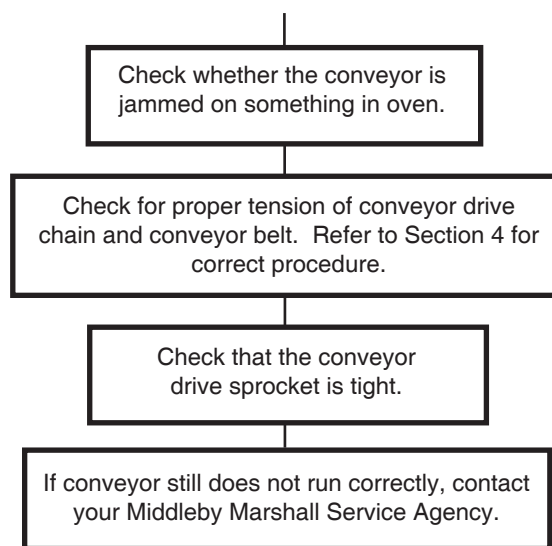 Check whether the conveyor is
jammed on something in oven.
Check for proper tension of conveyor drive
chain and conveyor belt.  Refer to Section 4 for
correct procedure.
Check that the conveyor
drive sprocket is tight.
If conveyor still does not run correctly, contact
your Middleby Marshall Service Agency.